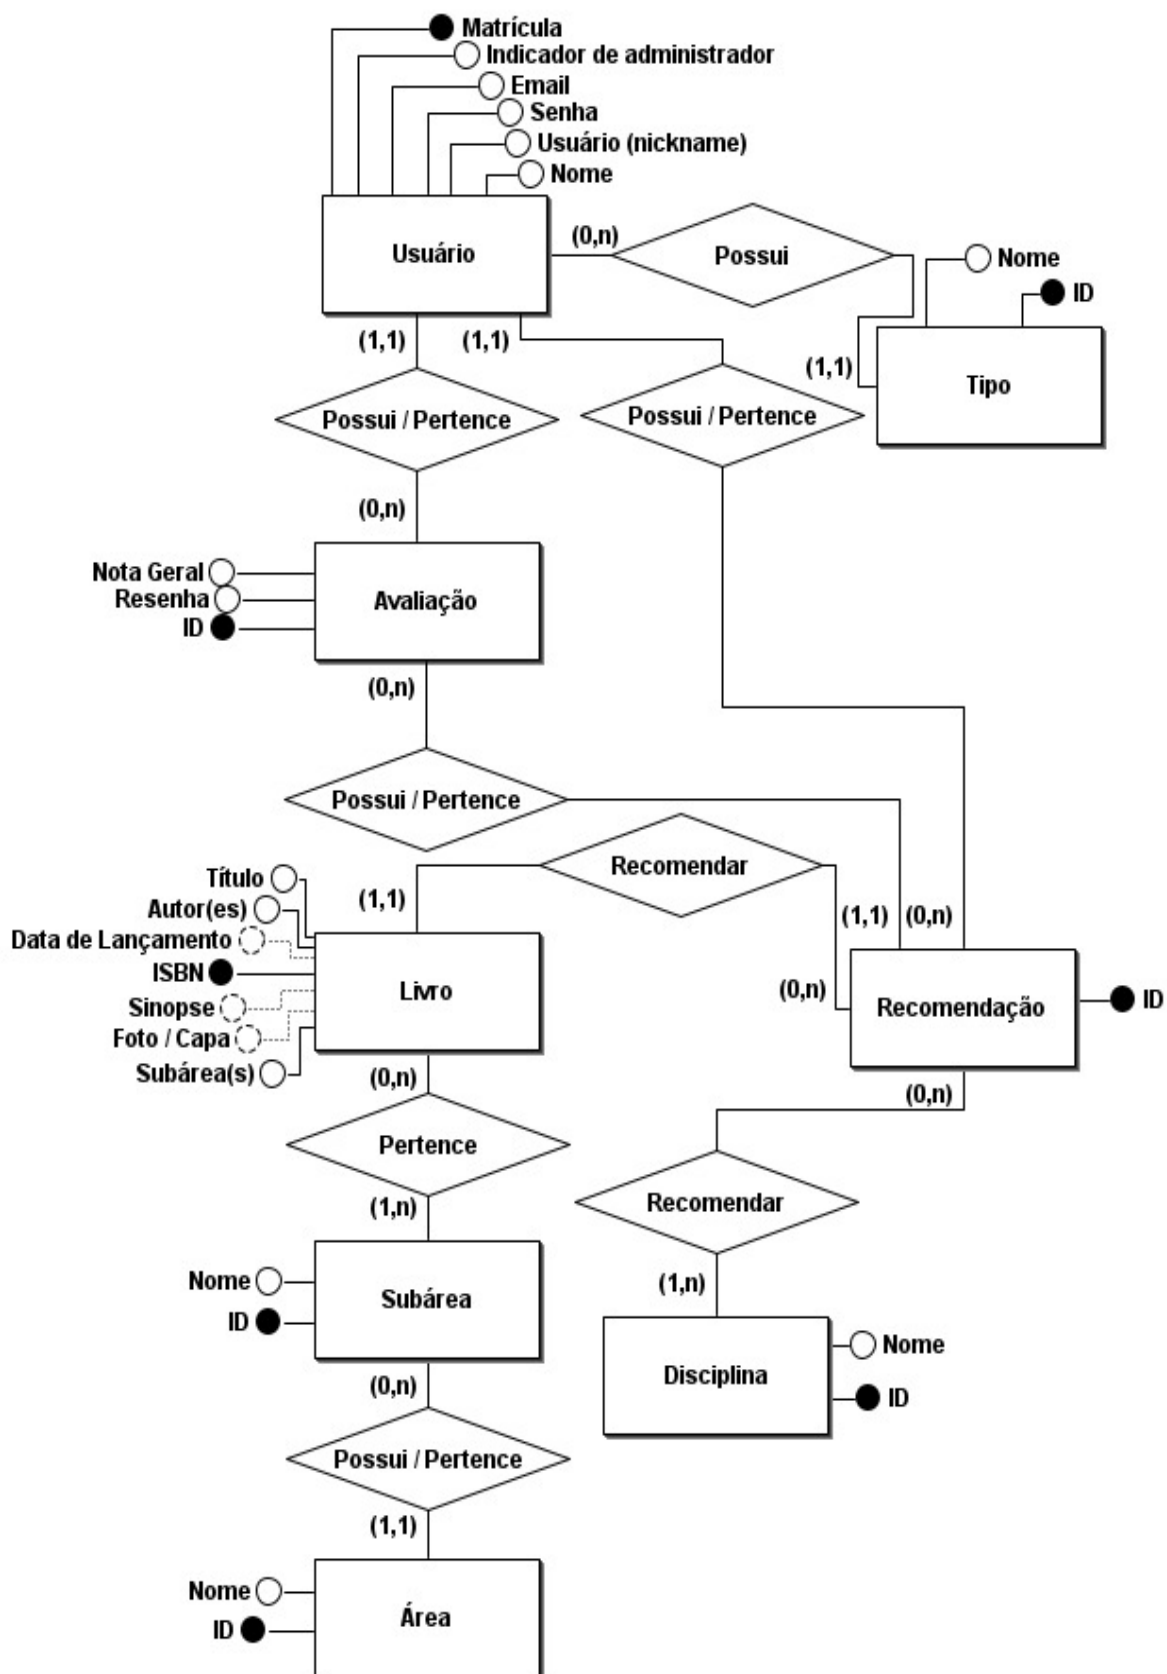 Matrícula
Indicador de administrador
Email
Senha
Usuário (nickname)
Nome
Usuário
(0,n)
Possui
Nome
ID
(1,1)
(1,1)
(1,1)
Tipo
Possui / Pertence
Possui / Pertence
(0,n)
Nota Geral
Resenha
ID
Avaliação
(0,n)
Possui / Pertence
Recomendar
Título
Autor(es)
Data de Lançamento
ISBN
Sinopse
Foto / Capa
Subárea(s)
(1,1)
Livro
(1,1)
(0,n)
(0,n)
Recomendação
ID
(0,n)
(0,n)
Pertence
Recomendar
(1,n)
(1,n)
Nome
ID
Subárea
Disciplina
Nome
ID
(0,n)
Possui / Pertence
(1,1)
Nome
ID
Área